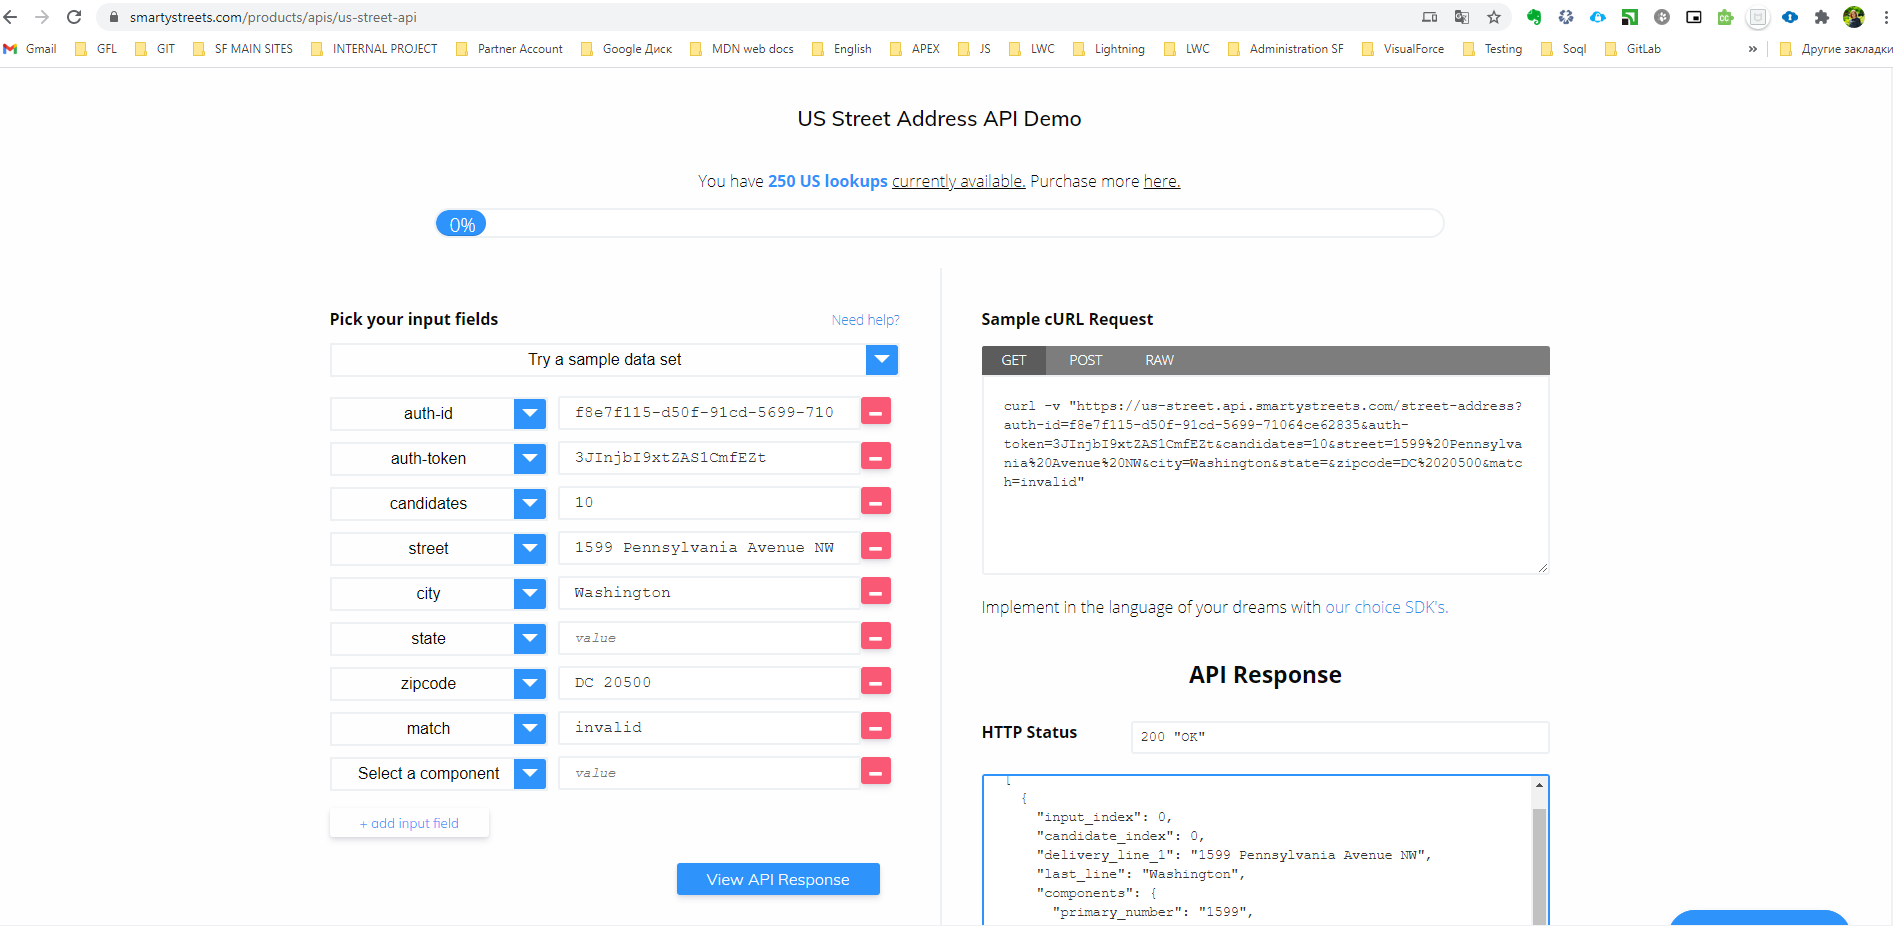 smartystreets.com/products/apis/us-street-api
Gmail GFL GIT SF MAIN SITES INTERNAL PROJECT Partner Account Google Диск MDN web docs English APEX JS LWC Lightning LWC Administration SF VisualForce Testing Soql GitLab » Другие закладки
US Street Address API Demo
You have 250 US lookups currently available. Purchase more here.
0%
Pick your input fields
Need help?
Try a sample data set
auth-id f8e7f115-d50f-91cd-5699-710
auth-token 3JInjbI9xtZAS1CmfEZt
candidates 10
street 1599 Pennsylvania Avenue NW
city Washington
state value
zipcode DC 20500
match invalid
Select a component value
+ add input field
View API Response
Sample cURL Request
GET POST RAW
curl -v "https://us-street.api.smartystreets.com/street-address?
auth-id=f8e7f115-d50f-91cd-5699-71064ce62835&auth-
token=3JInjbI9xtZAS1CmfEZt&candidates=10&street=1599%20Pennsylva
nia%20Avenue%20NW&city=Washington&state=&zipcode=DC%2020500&matc
h=invalid"
Implement in the language of your dreams with our choice SDK's.
API Response
HTTP Status 200 "OK"
[
{
"input_index": 0,
"candidate_index": 0,
"delivery_line_1": "1599 Pennsylvania Avenue NW",
"last_line": "Washington",
"components": {
"primary_number": "1599",